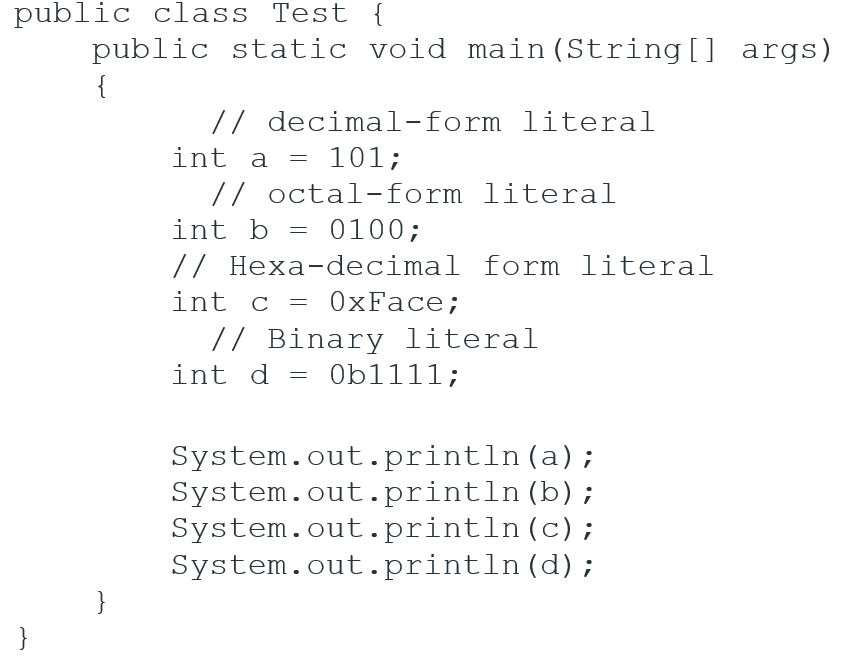 public class Test {
    public static void main(String[] args)
    {
          // decimal-form literal
        int a = 101;
          // octal-form literal
        int b = 0100;
        // Hexa-decimal form literal
        int c = 0xFace;
          // Binary literal
        int d = 0b1111;

        System.out.println(a);
        System.out.println(b);
        System.out.println(c);
        System.out.println(d);
    }
}